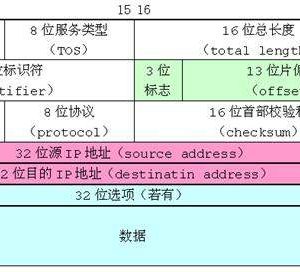 15 16
8 位服务类型
16 位总长度
(TOS)
(total length
位标识符
3 位
13 位片偏
tifier)
标志
(offset
8 位协议
16 位首部校验和
(protocol)
(checksum)
32 位源 IP 地址(source address)
2 位目的 IP 地址(destinatin address)
32 位选项(若有)
数据